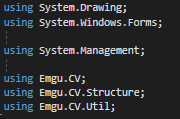 using System.Drawing;
using System.Windows.Forms;
using System.Management;
using Emgu.CV;
using Emgu.CV.Structure;
using Emgu.CV.Util;